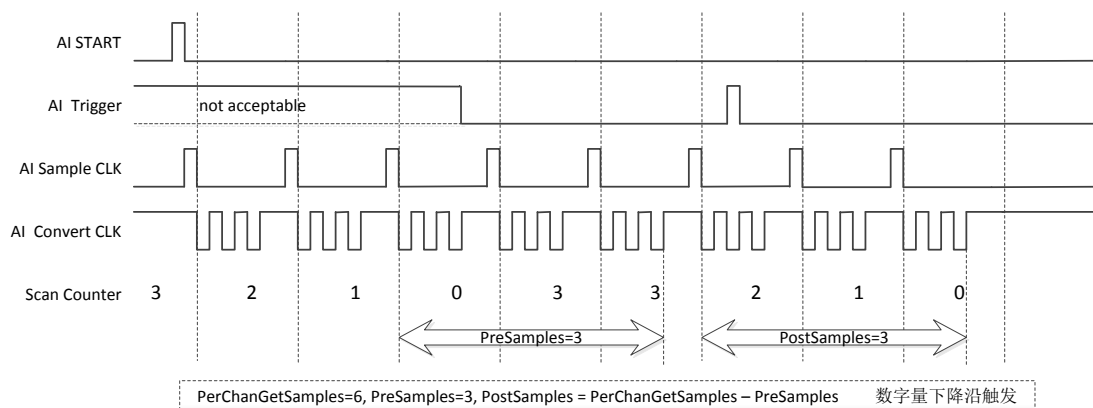 AI START
AI Trigger not acceptable
AI Sample CLK
AI Convert CLK
Scan Counter 3 2 1 0 3 3 2 1 0
PreSamples=3 PostSamples=3
PerChanGetSamples=6, PreSamples=3, PostSamples = PerChanGetSamples – PreSamples 数字量下降沿触发